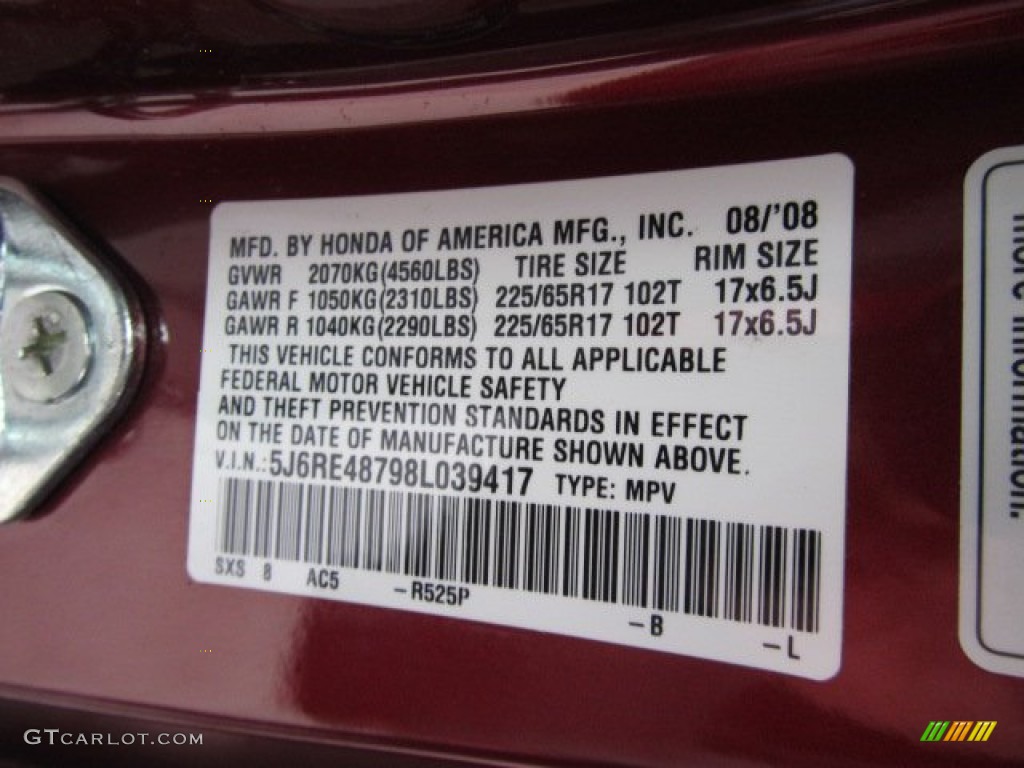 MFD. BY HONDA OF AMERICA MFG., INC. 08/'08
GVWR 2070KG(4560LBS) TIRE SIZE RIM SIZE
GAWR F 1050KG(2310LBS) 225/65R17 102T 17x6.5J
GAWR R 1040KG(2290LBS) 225/65R17 102T 17x6.5J
THIS VEHICLE CONFORMS TO ALL APPLICABLE
FEDERAL MOTOR VEHICLE SAFETY
AND THEFT PREVENTION STANDARDS IN EFFECT
ON THE DATE OF MANUFACTURE SHOWN ABOVE.
V.I.N.:5J6RE48798L039417 TYPE: MPV
SXS 8 AC5 –R525P –B –L
more information.
GTCARLOT.COM